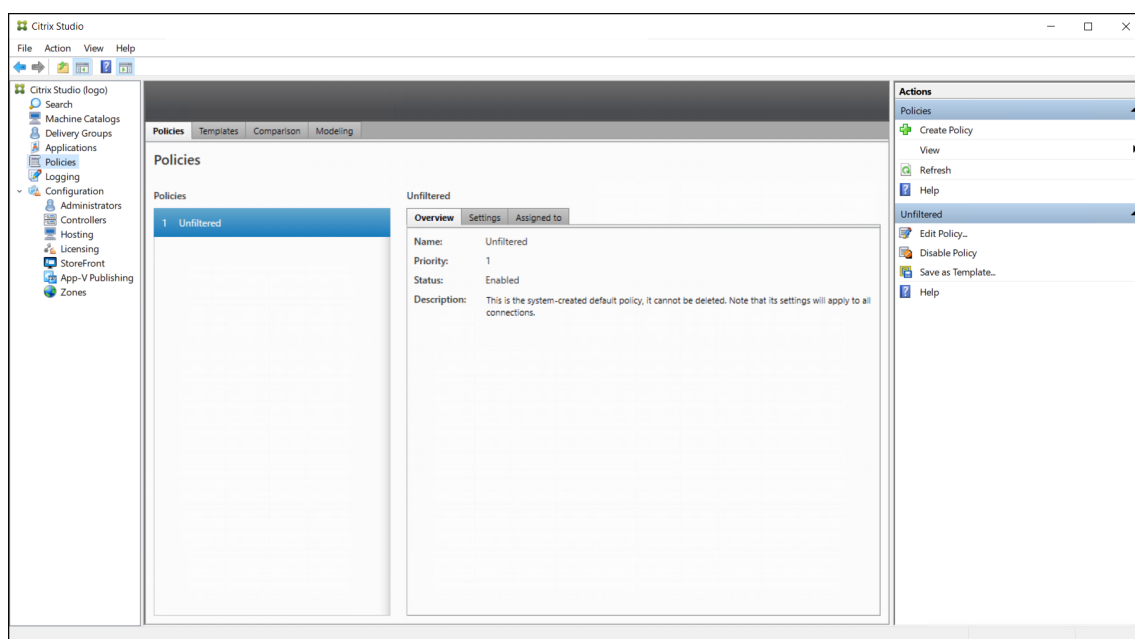 Citrix Studio
File Action View Help
Citrix Studio (logo)
Search
Machine Catalogs
Delivery Groups
Applications
Policies
Logging
Configuration
Administrators
Controllers
Hosting
Licensing
StoreFront
App-V Publishing
Zones
Policies Templates Comparison Modeling
Policies
Policies
1 Unfiltered
Unfiltered
Overview Settings Assigned to
Name: Unfiltered
Priority: 1
Status: Enabled
Description: This is the system-created default policy, it cannot be deleted. Note that its settings will apply to all
connections.
Actions
Policies
Create Policy
View
Refresh
Help
Unfiltered
Edit Policy...
Disable Policy
Save as Template...
Help